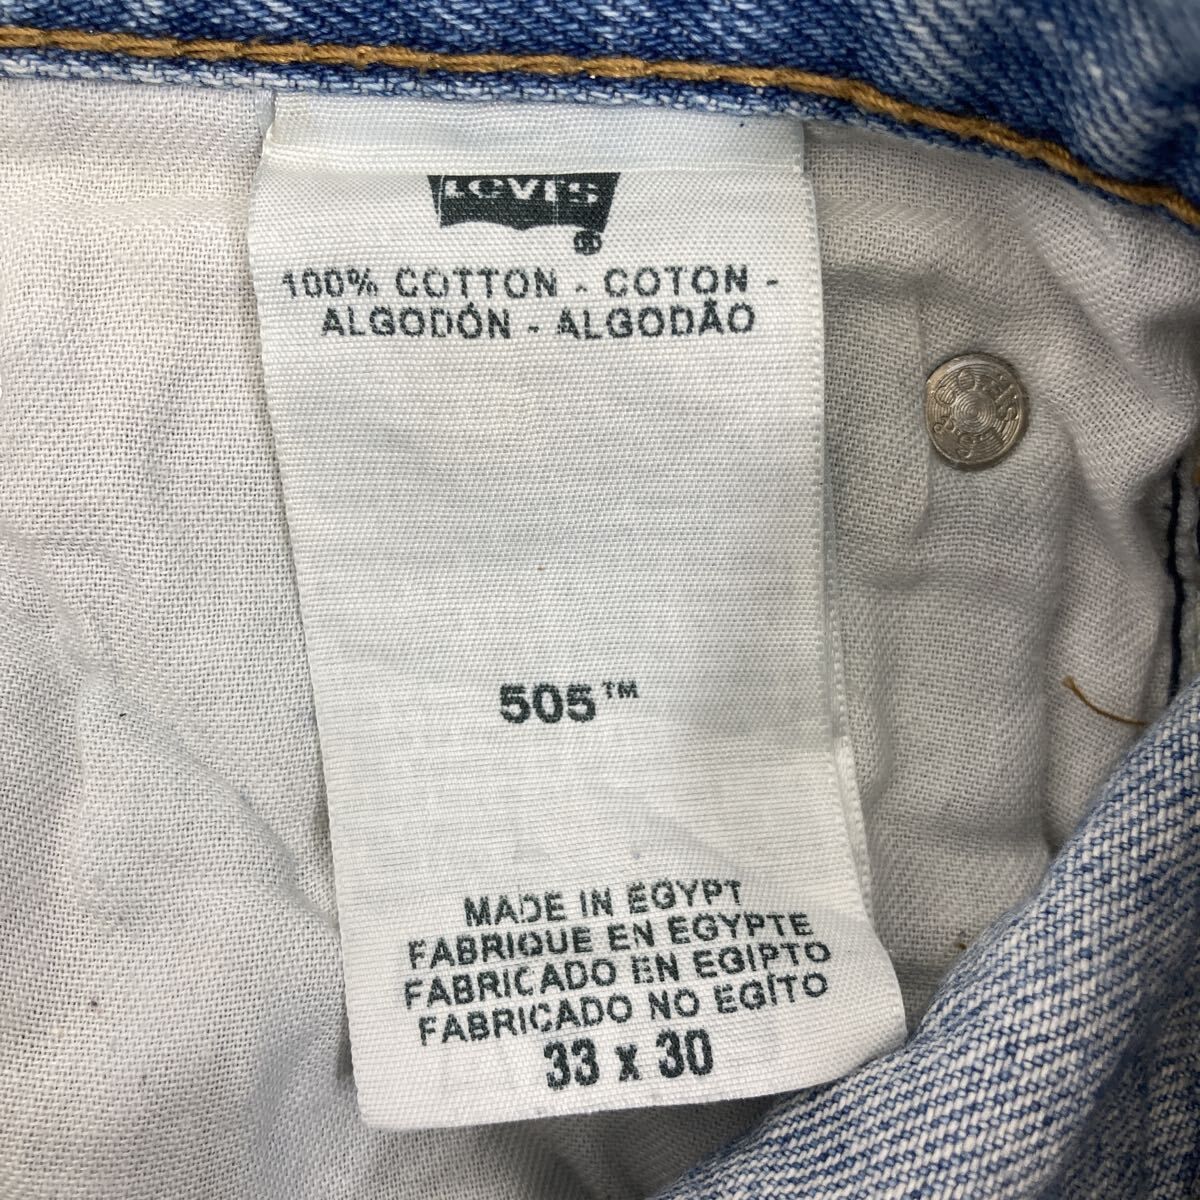 LEVI'S
®
100% COTTON - COTON -
ALGODÓN - ALGODÃO
505™
MADE IN EGYPT
FABRIQUE EN EGYPTE
FABRICADO EN EGIPTO
FABRICADO NO EGÍTO
33 x 30